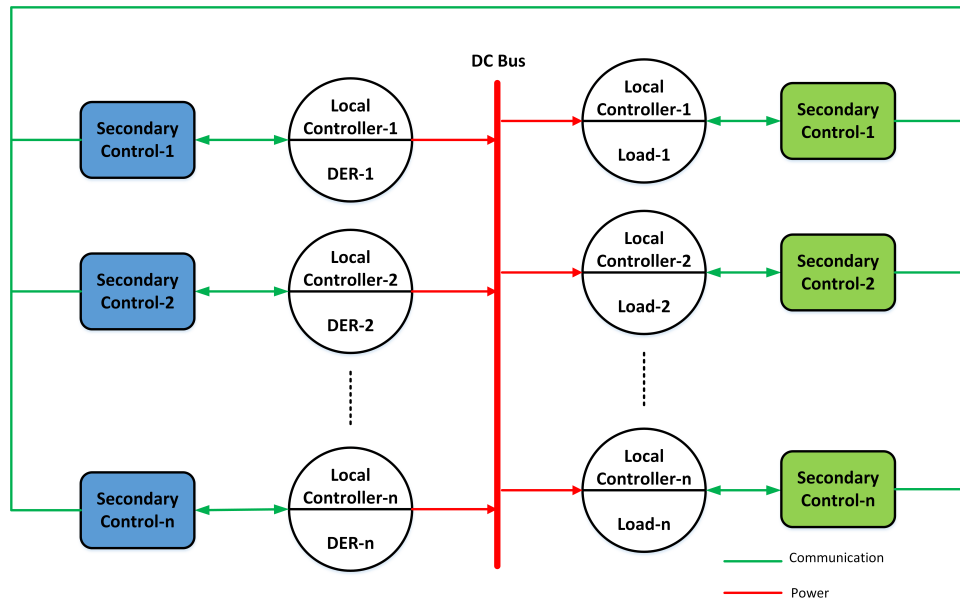 DC Bus
Secondary
Control-1
Local
Controller-1
DER-1
Local
Controller-1
Load-1
Secondary
Control-1
Secondary
Control-2
Local
Controller-2
DER-2
Local
Controller-2
Load-2
Secondary
Control-2
Secondary
Control-n
Local
Controller-n
DER-n
Local
Controller-n
Load-n
Secondary
Control-n
Communication
Power